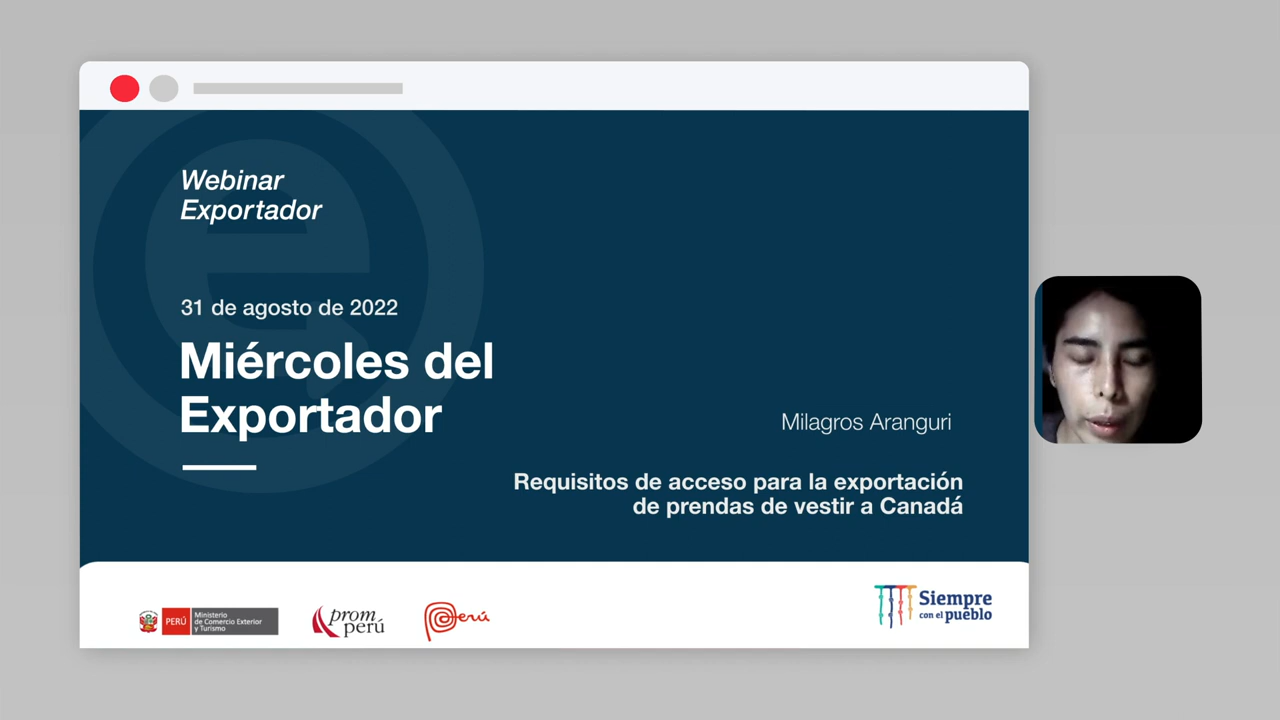 Webinar
Exportador
31 de agosto de 2022
Miércoles del
Exportador
Milagros Aranguri
Requisitos de acceso para la exportación
de prendas de vestir a Canadá
PERÚ
Ministerio
de Comercio Exterior
y Turismo
prom
perú
Perú
Siempre
con el pueblo